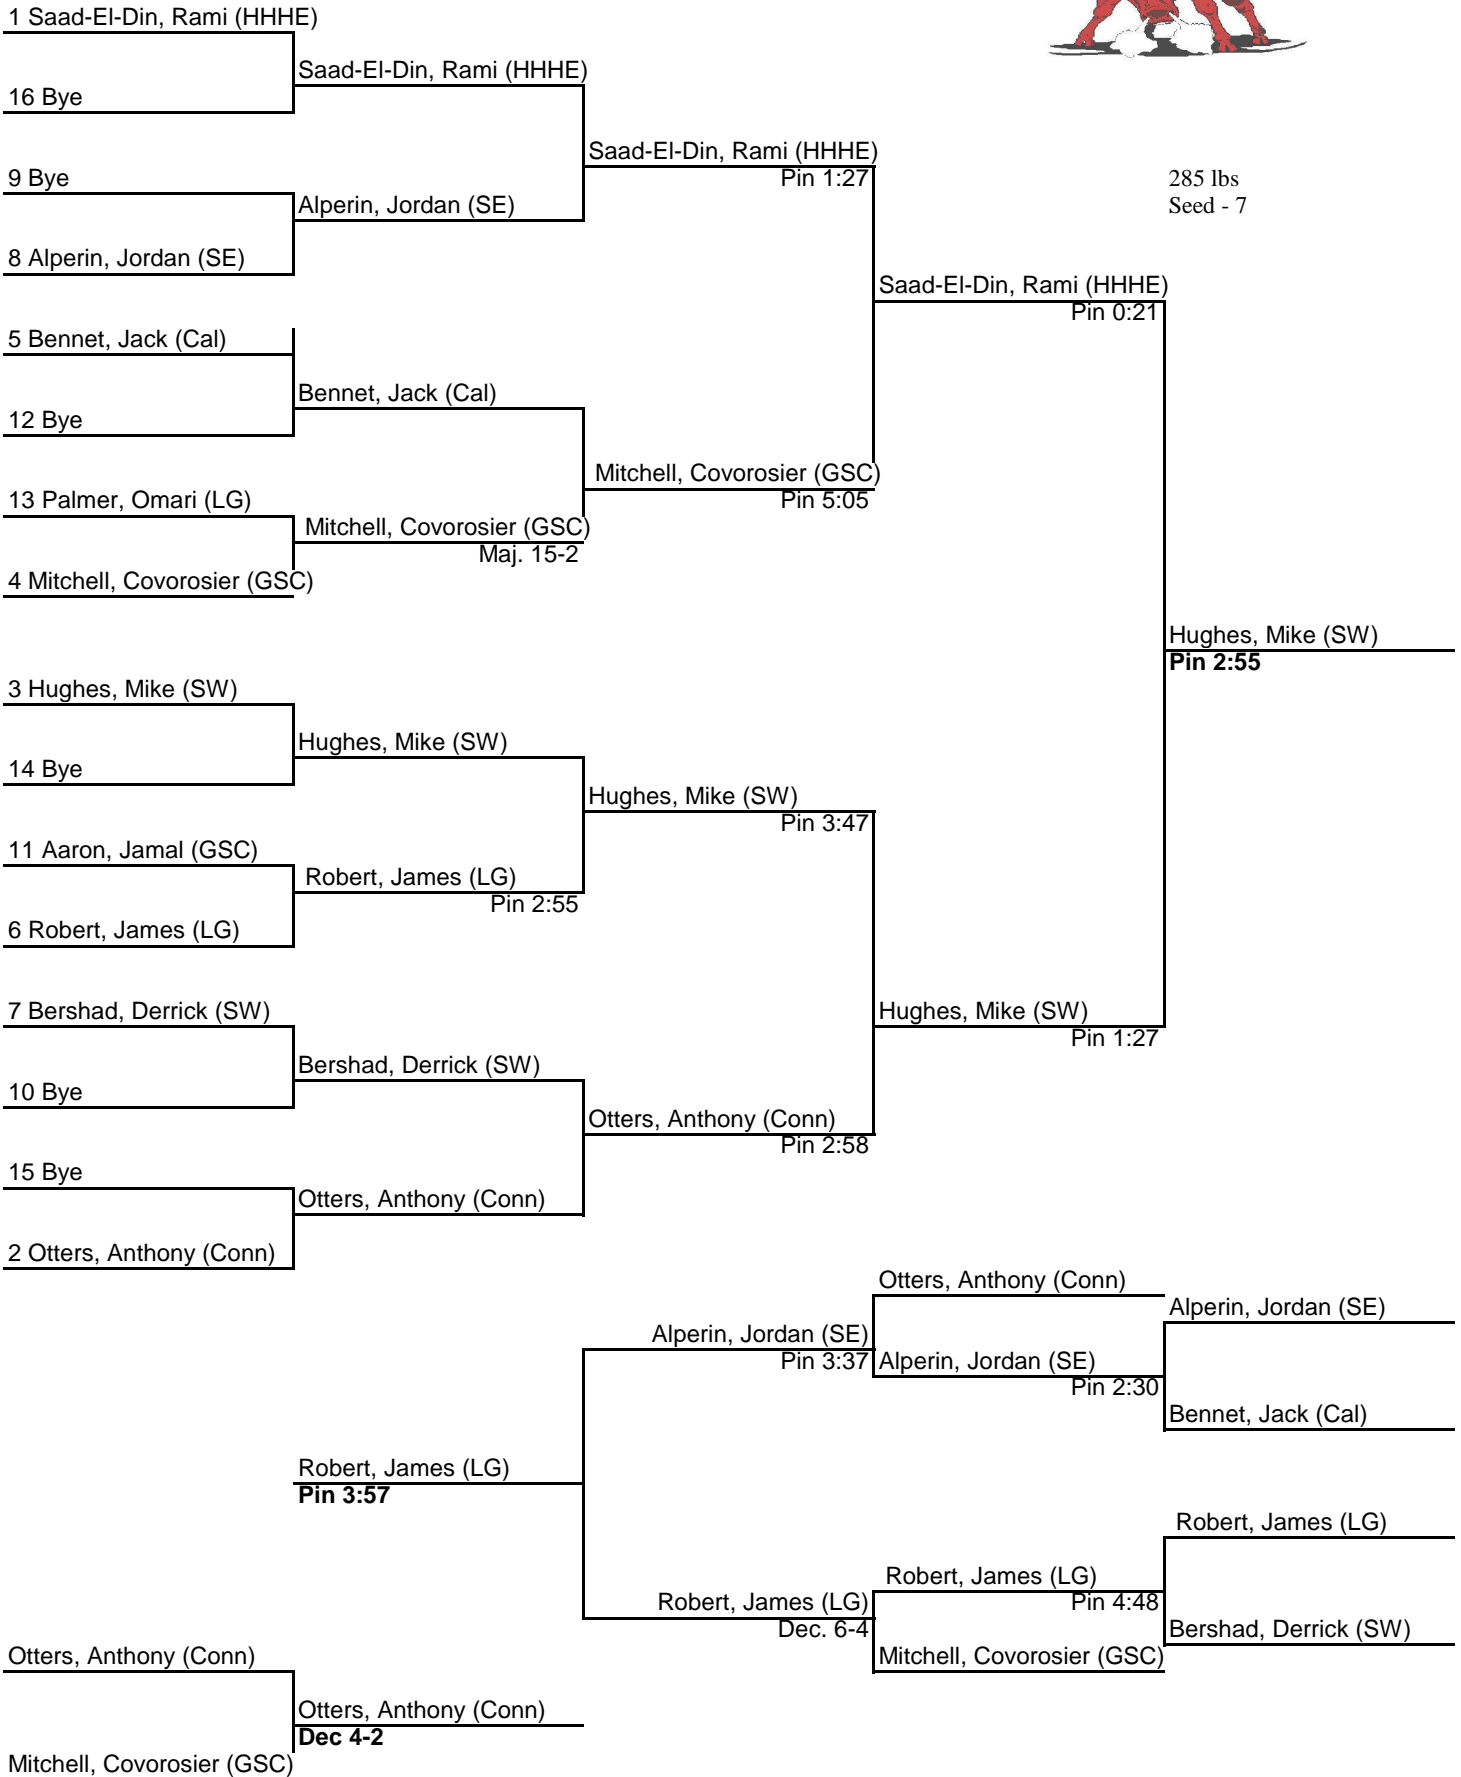 1 Saad-El-Din, Rami (HHHE)
Saad-El-Din, Rami (HHHE)
16 Bye
Saad-El-Din, Rami (HHHE)
Pin 1:27
9 Bye
285 lbs
Seed - 7
Alperin, Jordan (SE)
8 Alperin, Jordan (SE)
Saad-El-Din, Rami (HHHE)
Pin 0:21
5 Bennet, Jack (Cal)
Bennet, Jack (Cal)
12 Bye
Mitchell, Covorosier (GSC)
Pin 5:05
13 Palmer, Omari (LG)
Mitchell, Covorosier (GSC)
Maj. 15-2
4 Mitchell, Covorosier (GSC)
Hughes, Mike (SW)
Pin 2:55
3 Hughes, Mike (SW)
Hughes, Mike (SW)
14 Bye
Hughes, Mike (SW)
Pin 3:47
11 Aaron, Jamal (GSC)
Robert, James (LG)
Pin 2:55
6 Robert, James (LG)
7 Bershad, Derrick (SW)
Hughes, Mike (SW)
Pin 1:27
Bershad, Derrick (SW)
10 Bye
Otters, Anthony (Conn)
Pin 2:58
15 Bye
Otters, Anthony (Conn)
2 Otters, Anthony (Conn)
Otters, Anthony (Conn)
Alperin, Jordan (SE)
Alperin, Jordan (SE)
Pin 3:37
Alperin, Jordan (SE)
Pin 2:30
Bennet, Jack (Cal)
Robert, James (LG)
Pin 3:57
Robert, James (LG)
Robert, James (LG)
Pin 4:48
Robert, James (LG)
Dec. 6-4
Bershad, Derrick (SW)
Mitchell, Covorosier (GSC)
Otters, Anthony (Conn)
Otters, Anthony (Conn)
Dec 4-2
Mitchell, Covorosier (GSC)